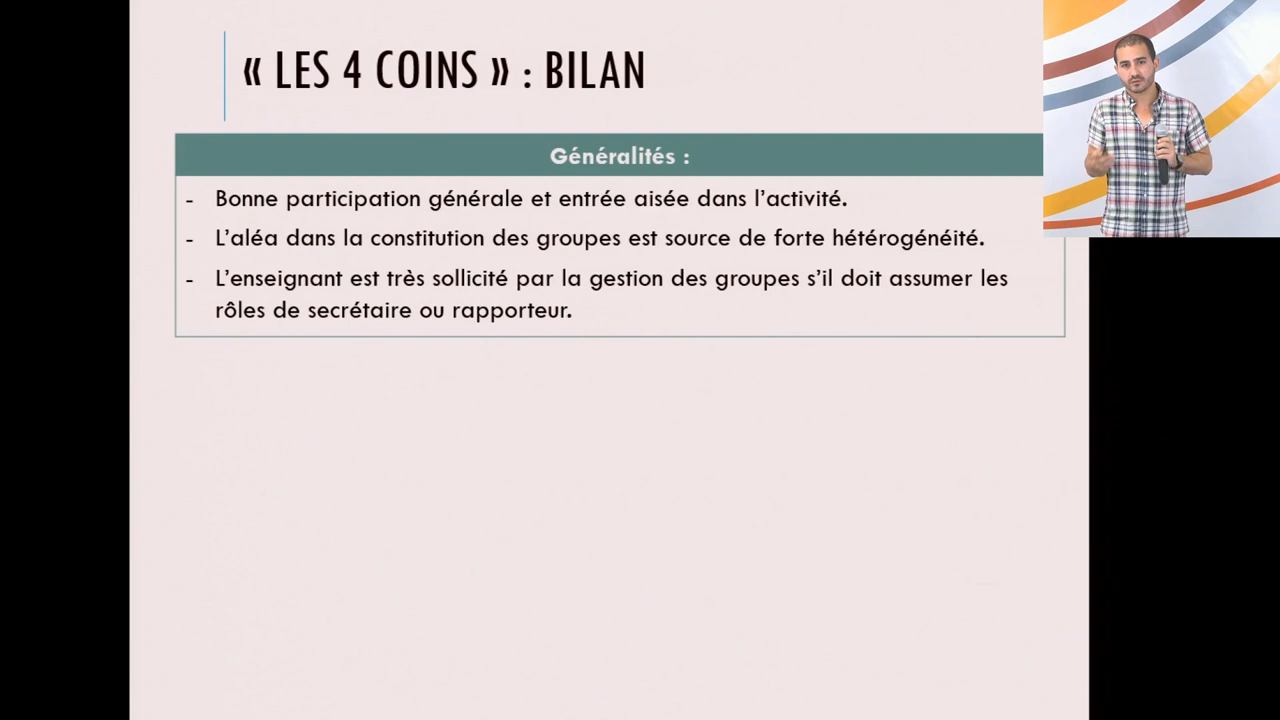 « LES 4 COINS » : BILAN
Généralités :
- Bonne participation générale et entrée aisée dans l’activité.
- L’aléa dans la constitution des groupes est source de forte hétérogénéité.
- L’enseignant est très sollicité par la gestion des groupes s’il doit assumer les
rôles de secrétaire ou rapporteur.